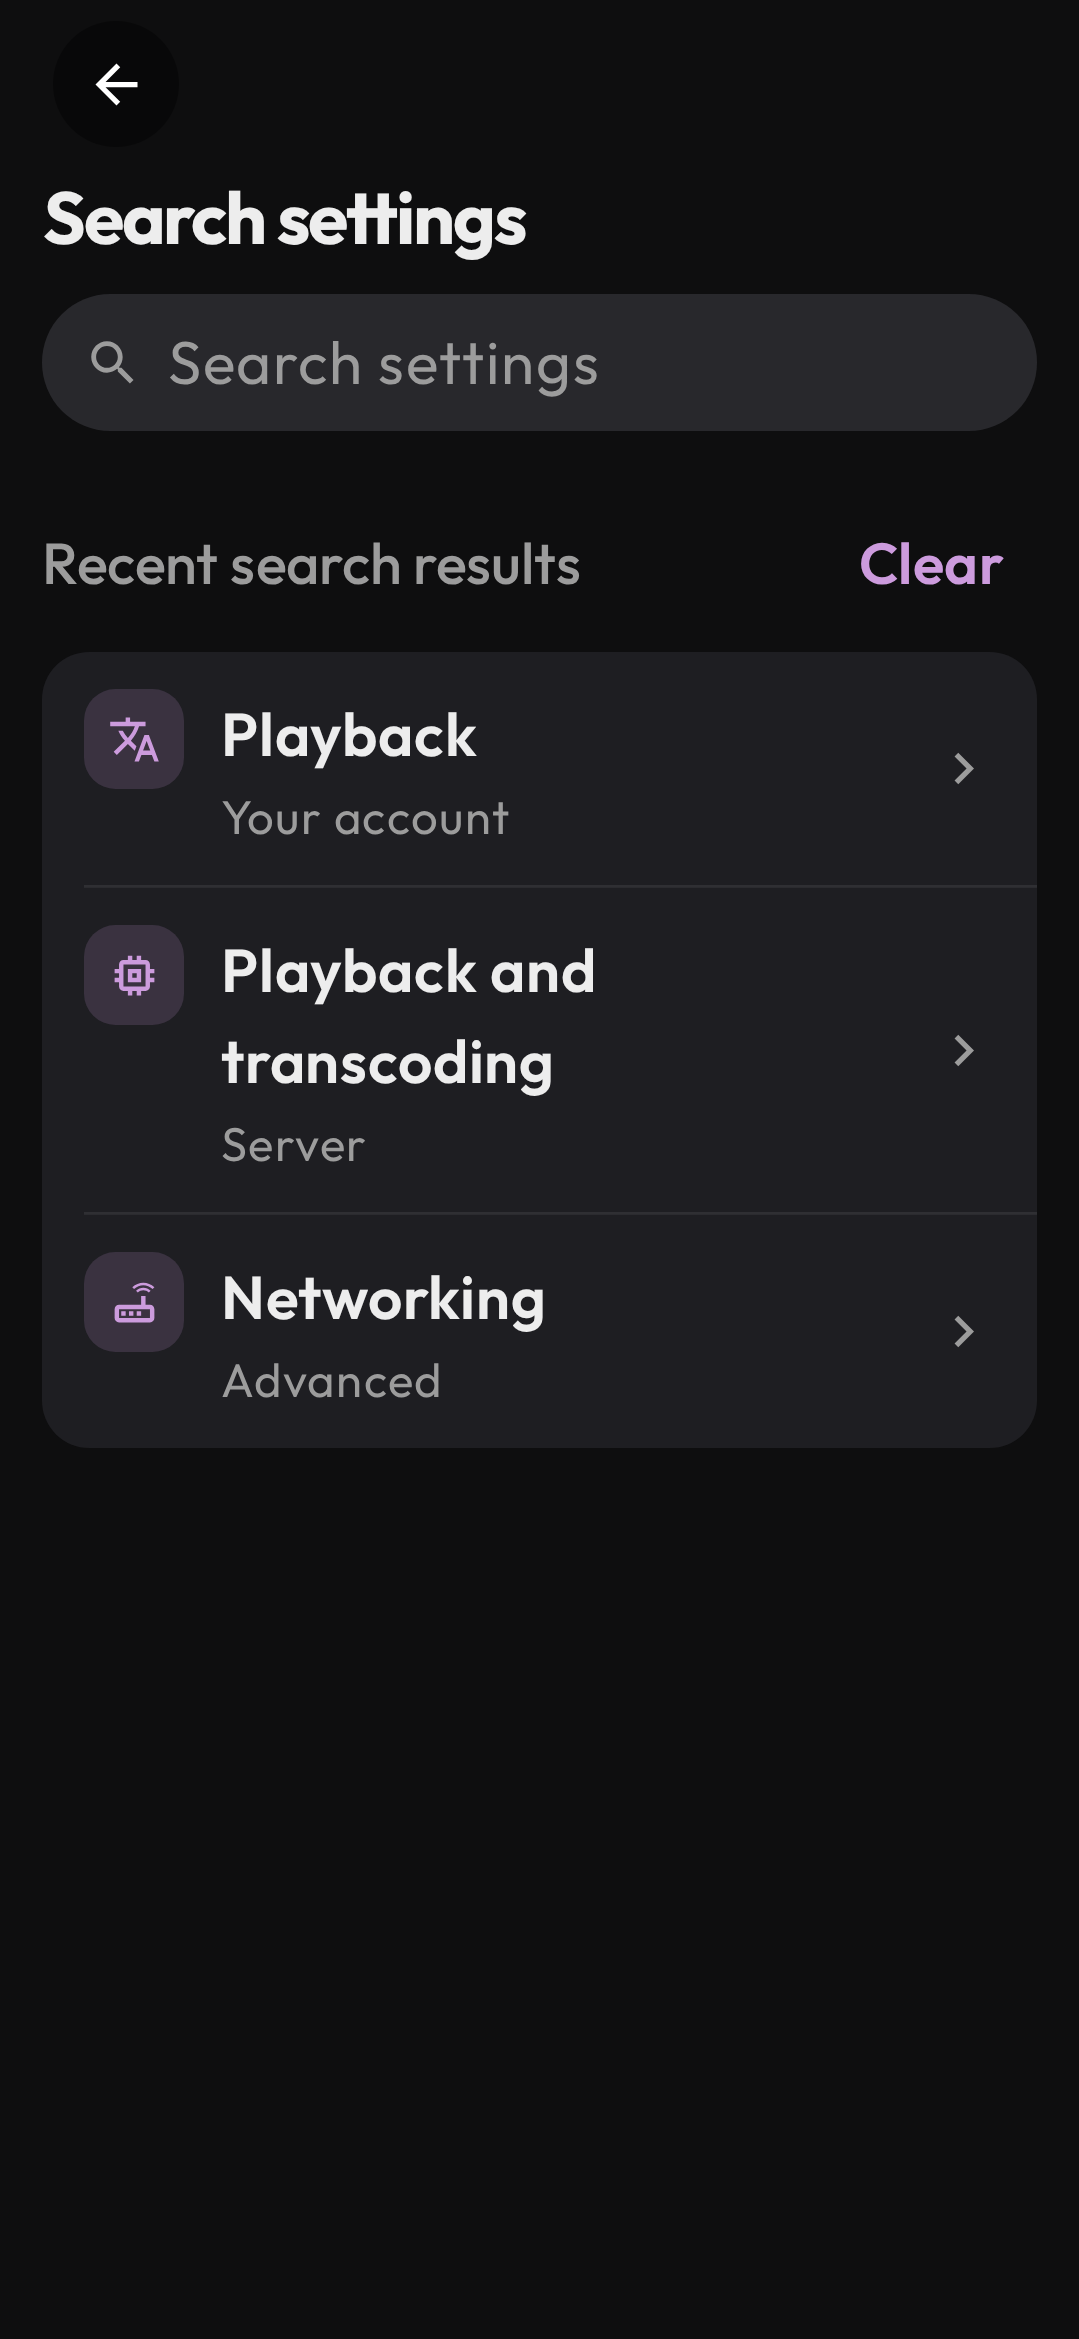 Search settings
Search settings
Recent search results
Clear
Playback
Your account
Playback and
transcoding
Server
Networking
Advanced